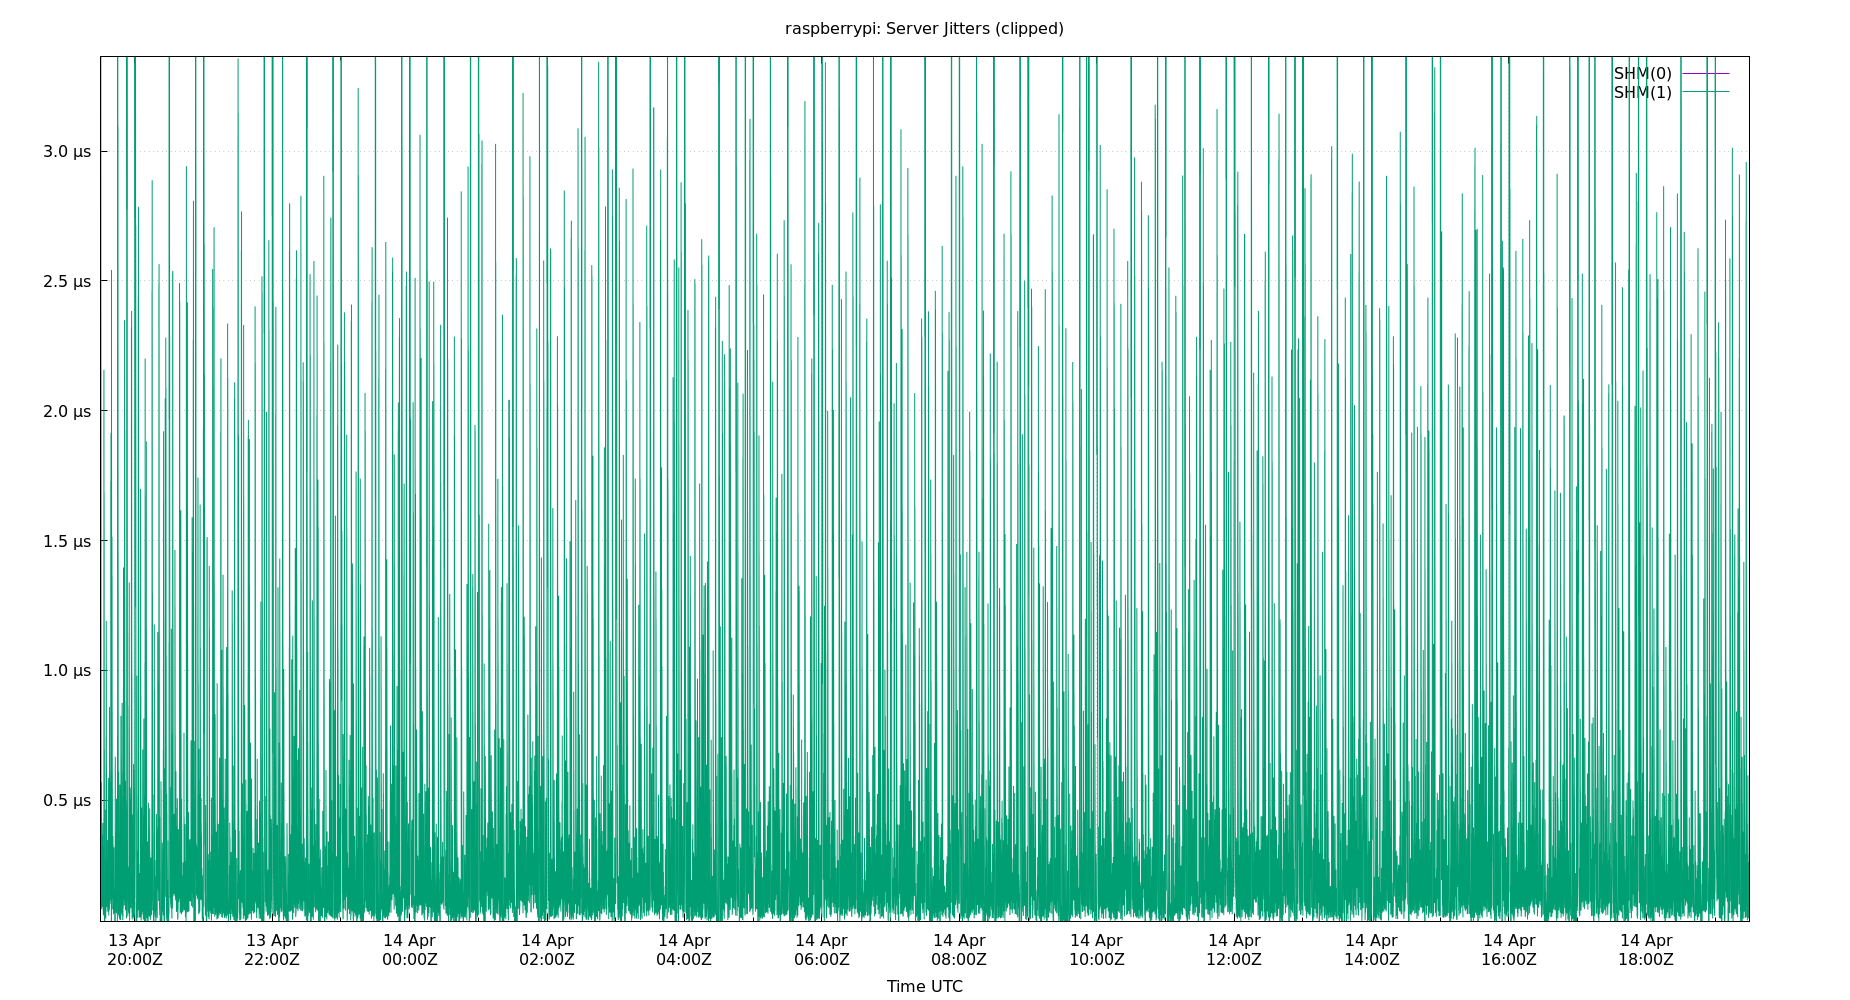 raspberrypi: Server Jitters (clipped)
SHM(0)
SHM(1)
3.0 µs
2.5 µs
2.0 µs
1.5 µs
1.0 µs
0.5 µs
13 Apr 13 Apr 14 Apr 14 Apr 14 Apr 14 Apr 14 Apr 14 Apr 14 Apr 14 Apr 14 Apr 14 Apr
20:00Z 22:00Z 00:00Z 02:00Z 04:00Z 06:00Z 08:00Z 10:00Z 12:00Z 14:00Z 16:00Z 18:00Z
Time UTC